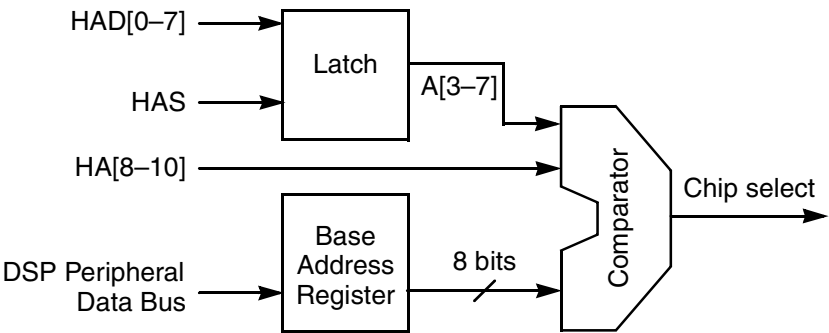 HAD[0–7]
HAS
Latch
A[3–7]
HA[8–10]
Comparator
Chip select
DSP Peripheral
Data Bus
Base
Address
Register
8 bits